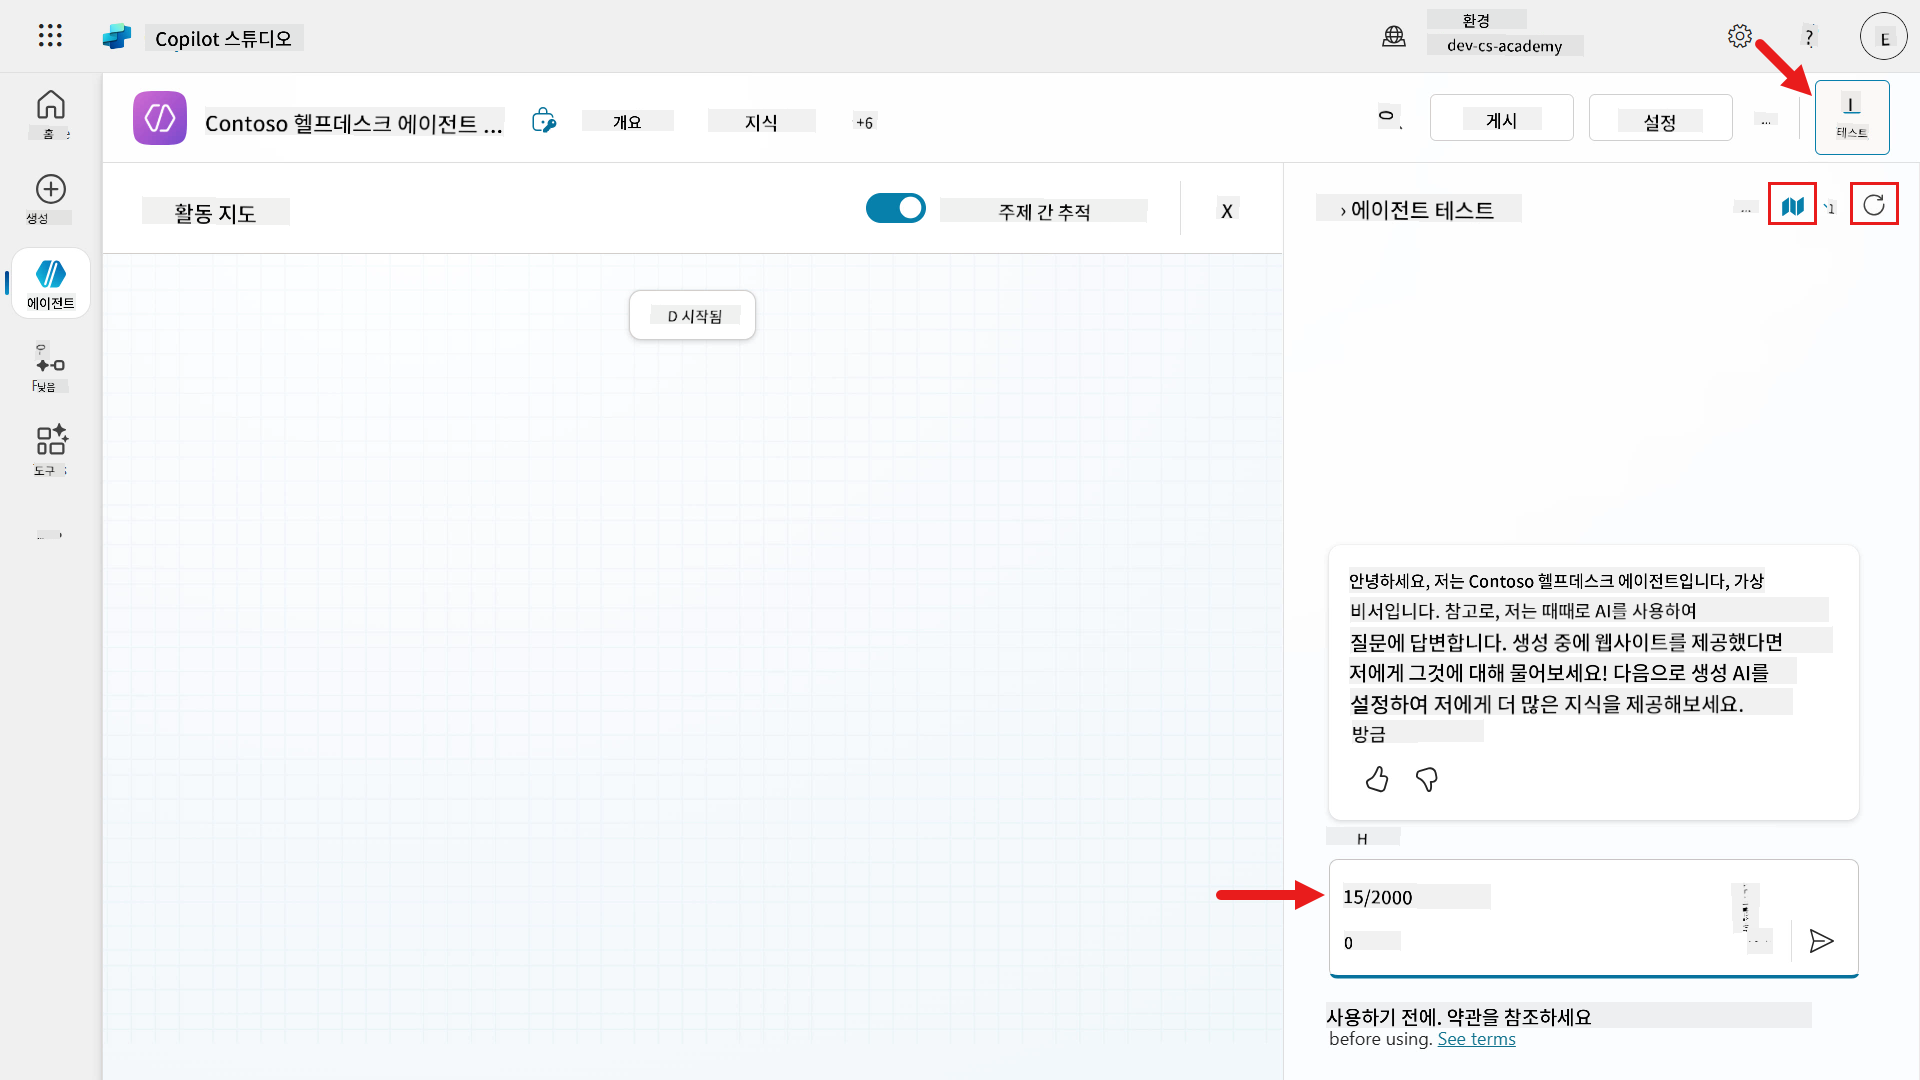 Copilot 스튜디오
환경
dev-cs-academy
?
E
홈
생성
에이전트
F낮음
도구
...
Contoso 헬프데스크 에이전트 ...
개요
지식
+6
게시
설정
...
테스트
활동 지도
주제 간 추적
X
› 에이전트 테스트
...
D 시작됨
안녕하세요, 저는 Contoso 헬프데스크 에이전트입니다, 가상
비서입니다. 참고로, 저는 때때로 AI를 사용하여
질문에 답변합니다. 생성 중에 웹사이트를 제공했다면
저에게 그것에 대해 물어보세요! 다음으로 생성 AI를
설정하여 저에게 더 많은 지식을 제공해보세요.
방금
H
15/2000
0
사용하기 전에. 약관을 참조하세요
before using. See terms